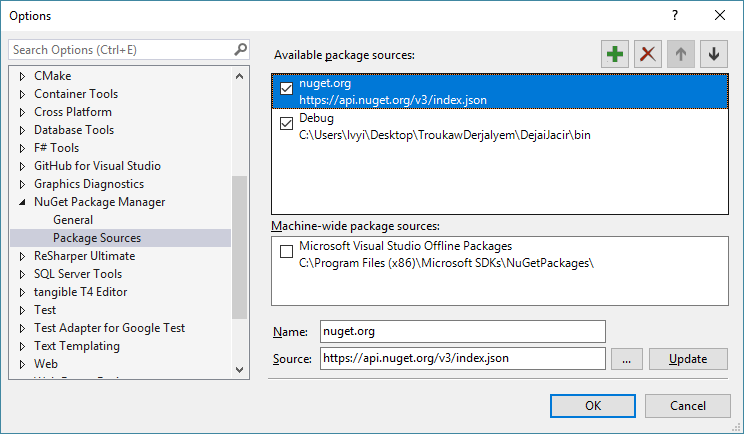 Options
Search Options (Ctrl+E)
CMake
Container Tools
Cross Platform
Database Tools
F# Tools
GitHub for Visual Studio
Graphics Diagnostics
NuGet Package Manager
General
Package Sources
ReSharper Ultimate
SQL Server Tools
tangible T4 Editor
Test
Test Adapter for Google Test
Text Templating
Web
Available package sources:
nuget.org
https://api.nuget.org/v3/index.json
Debug
C:\Users\lvyi\Desktop\TroukawDerjalyem\DejaiJacir\bin
Machine-wide package sources:
Microsoft Visual Studio Offline Packages
C:\Program Files (x86)\Microsoft SDKs\NuGetPackages\
Name: nuget.org
Source: https://api.nuget.org/v3/index.json ... Update
OK Cancel